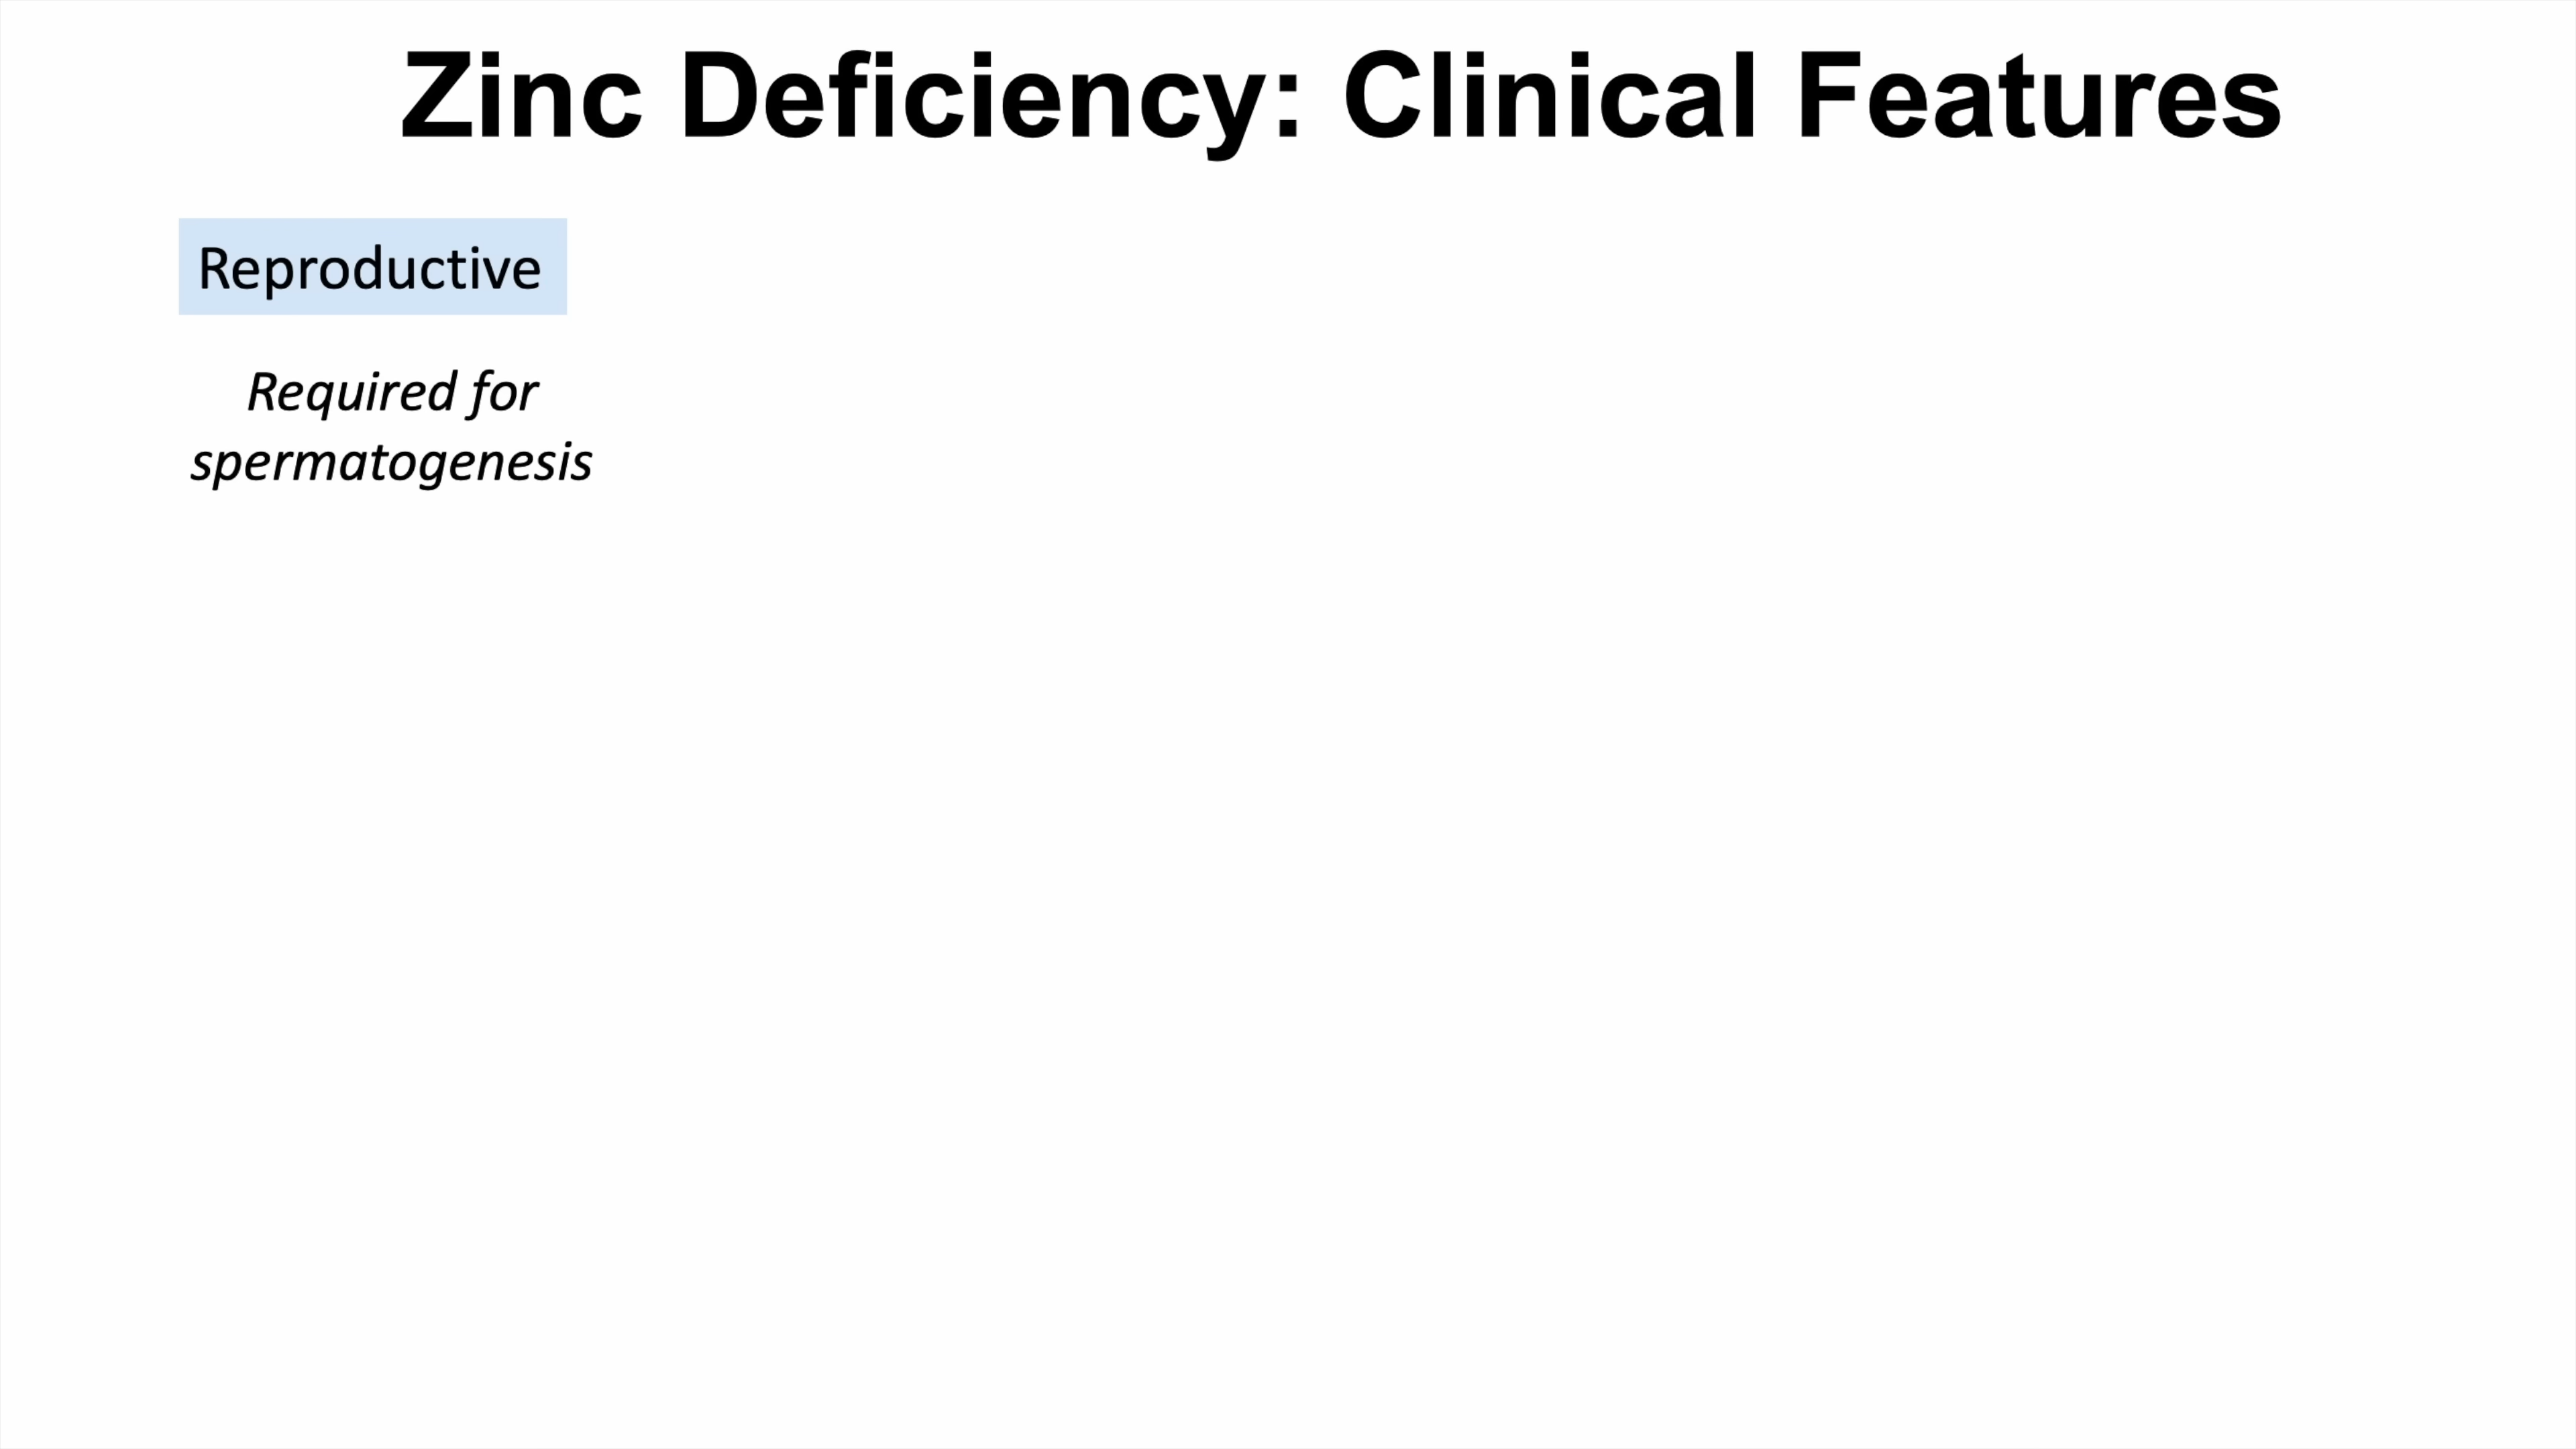 Zinc Deficiency: Clinical Features
Reproductive
Required for
spermatogenesis